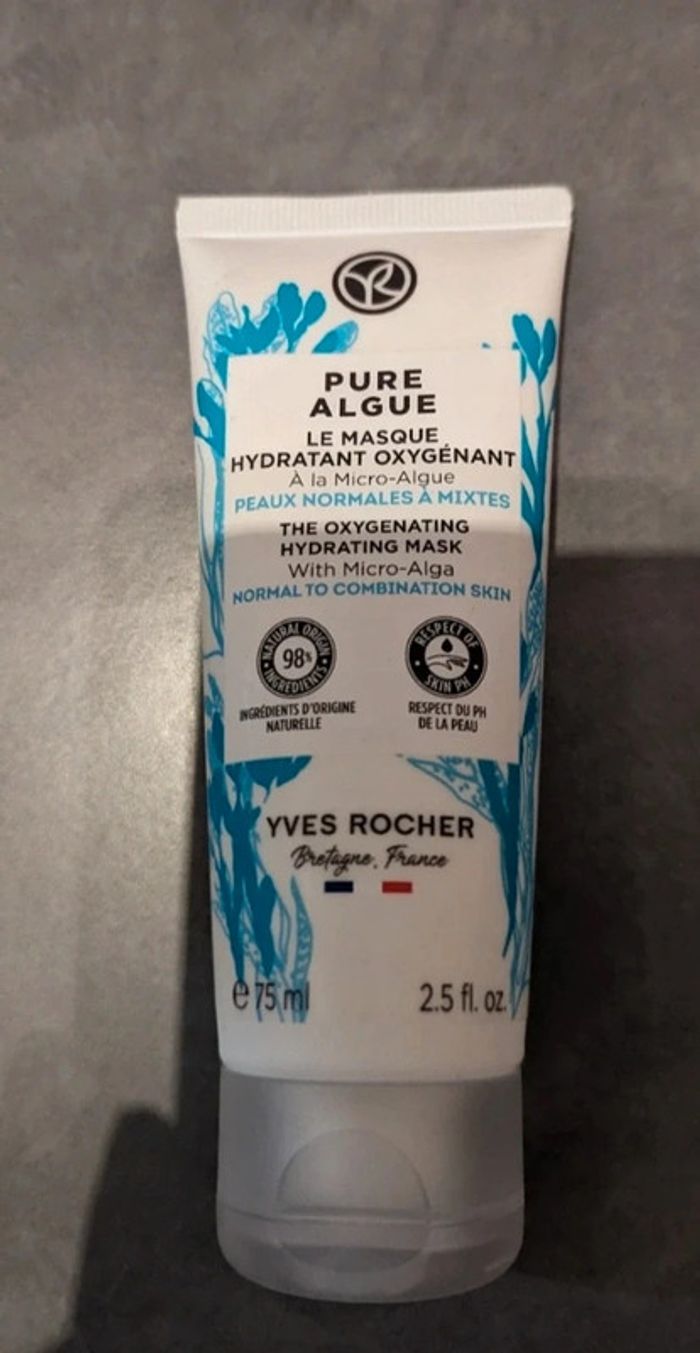 PURE
ALGUE
LE MASQUE
HYDRATANT OXYGÉNANT
À la Micro-Algue
PEAUX NORMALES À MIXTES
THE OXYGENATING
HYDRATING MASK
With Micro-Alga
NORMAL TO COMBINATION SKIN
NATURAL ORIGIN
98%
INGREDIENTS
INGRÉDIENTS D'ORIGINE
NATURELLE
RESPECT OF
SKIN PH
RESPECT DU PH
DE LA PEAU
YVES ROCHER
Bretagne, France
e 75 ml
2.5 fl. oz.